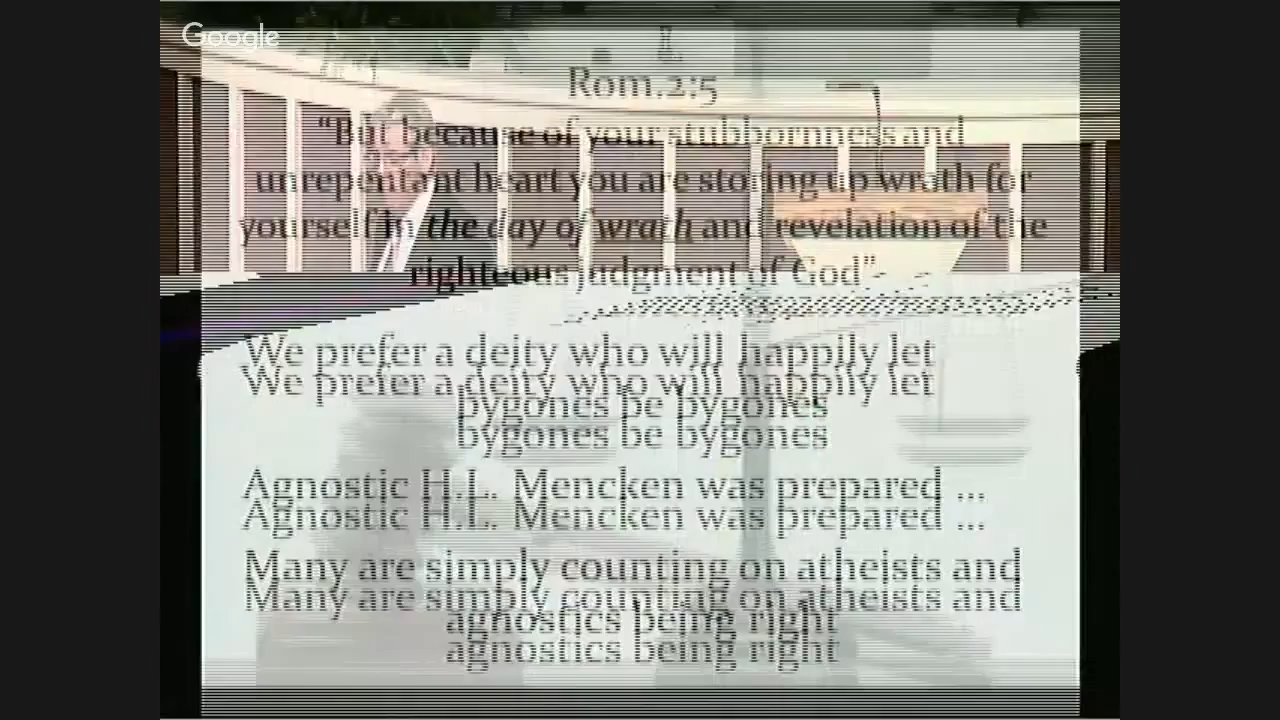 Google
Rom.2:5
“But because of your stubbornness and
unrepentant heart you are storing up wrath for
yourself in the day of wrath and revelation of the
righteous judgment of God”
We prefer a deity who will happily let
We prefer a deity who will happily let
bygones be bygones
bygones be bygones
Agnostic H.L. Mencken was prepared ...
Agnostic H.L. Mencken was prepared ...
Many are simply counting on atheists and
Many are simply counting on atheists and
agnostics being right
agnostics being right